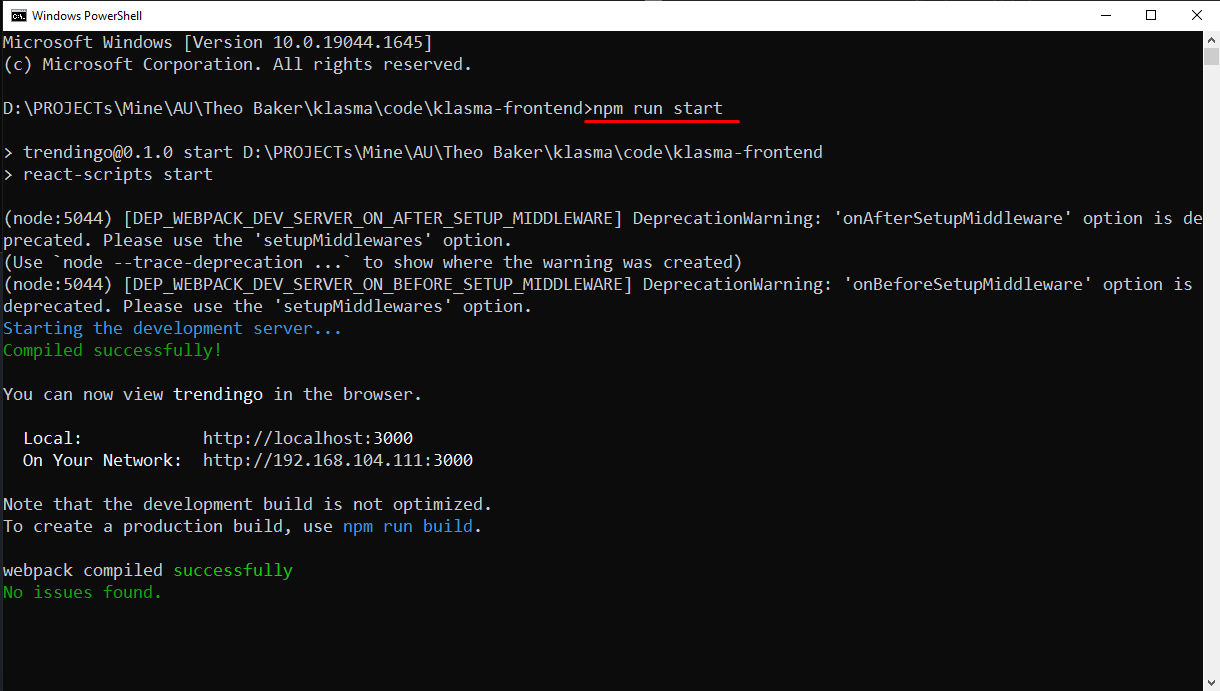 Windows PowerShell
Microsoft Windows [Version 10.0.19044.1645]
(c) Microsoft Corporation. All rights reserved.
D:\PROJECTs\Mine\AU\Theo Baker\klasma\code\klasma-frontend>npm run start
> trendingo@0.1.0 start D:\PROJECTs\Mine\AU\Theo Baker\klasma\code\klasma-frontend
> react-scripts start
(node:5044) [DEP_WEBPACK_DEV_SERVER_ON_AFTER_SETUP_MIDDLEWARE] DeprecationWarning: 'onAfterSetupMiddleware' option is de
precated. Please use the 'setupMiddlewares' option.
(Use `node --trace-deprecation ...` to show where the warning was created)
(node:5044) [DEP_WEBPACK_DEV_SERVER_ON_BEFORE_SETUP_MIDDLEWARE] DeprecationWarning: 'onBeforeSetupMiddleware' option is
deprecated. Please use the 'setupMiddlewares' option.
Starting the development server...
Compiled successfully!
You can now view trendingo in the browser.
Local: http://localhost:3000
On Your Network: http://192.168.104.111:3000
Note that the development build is not optimized.
To create a production build, use npm run build.
webpack compiled successfully
No issues found.